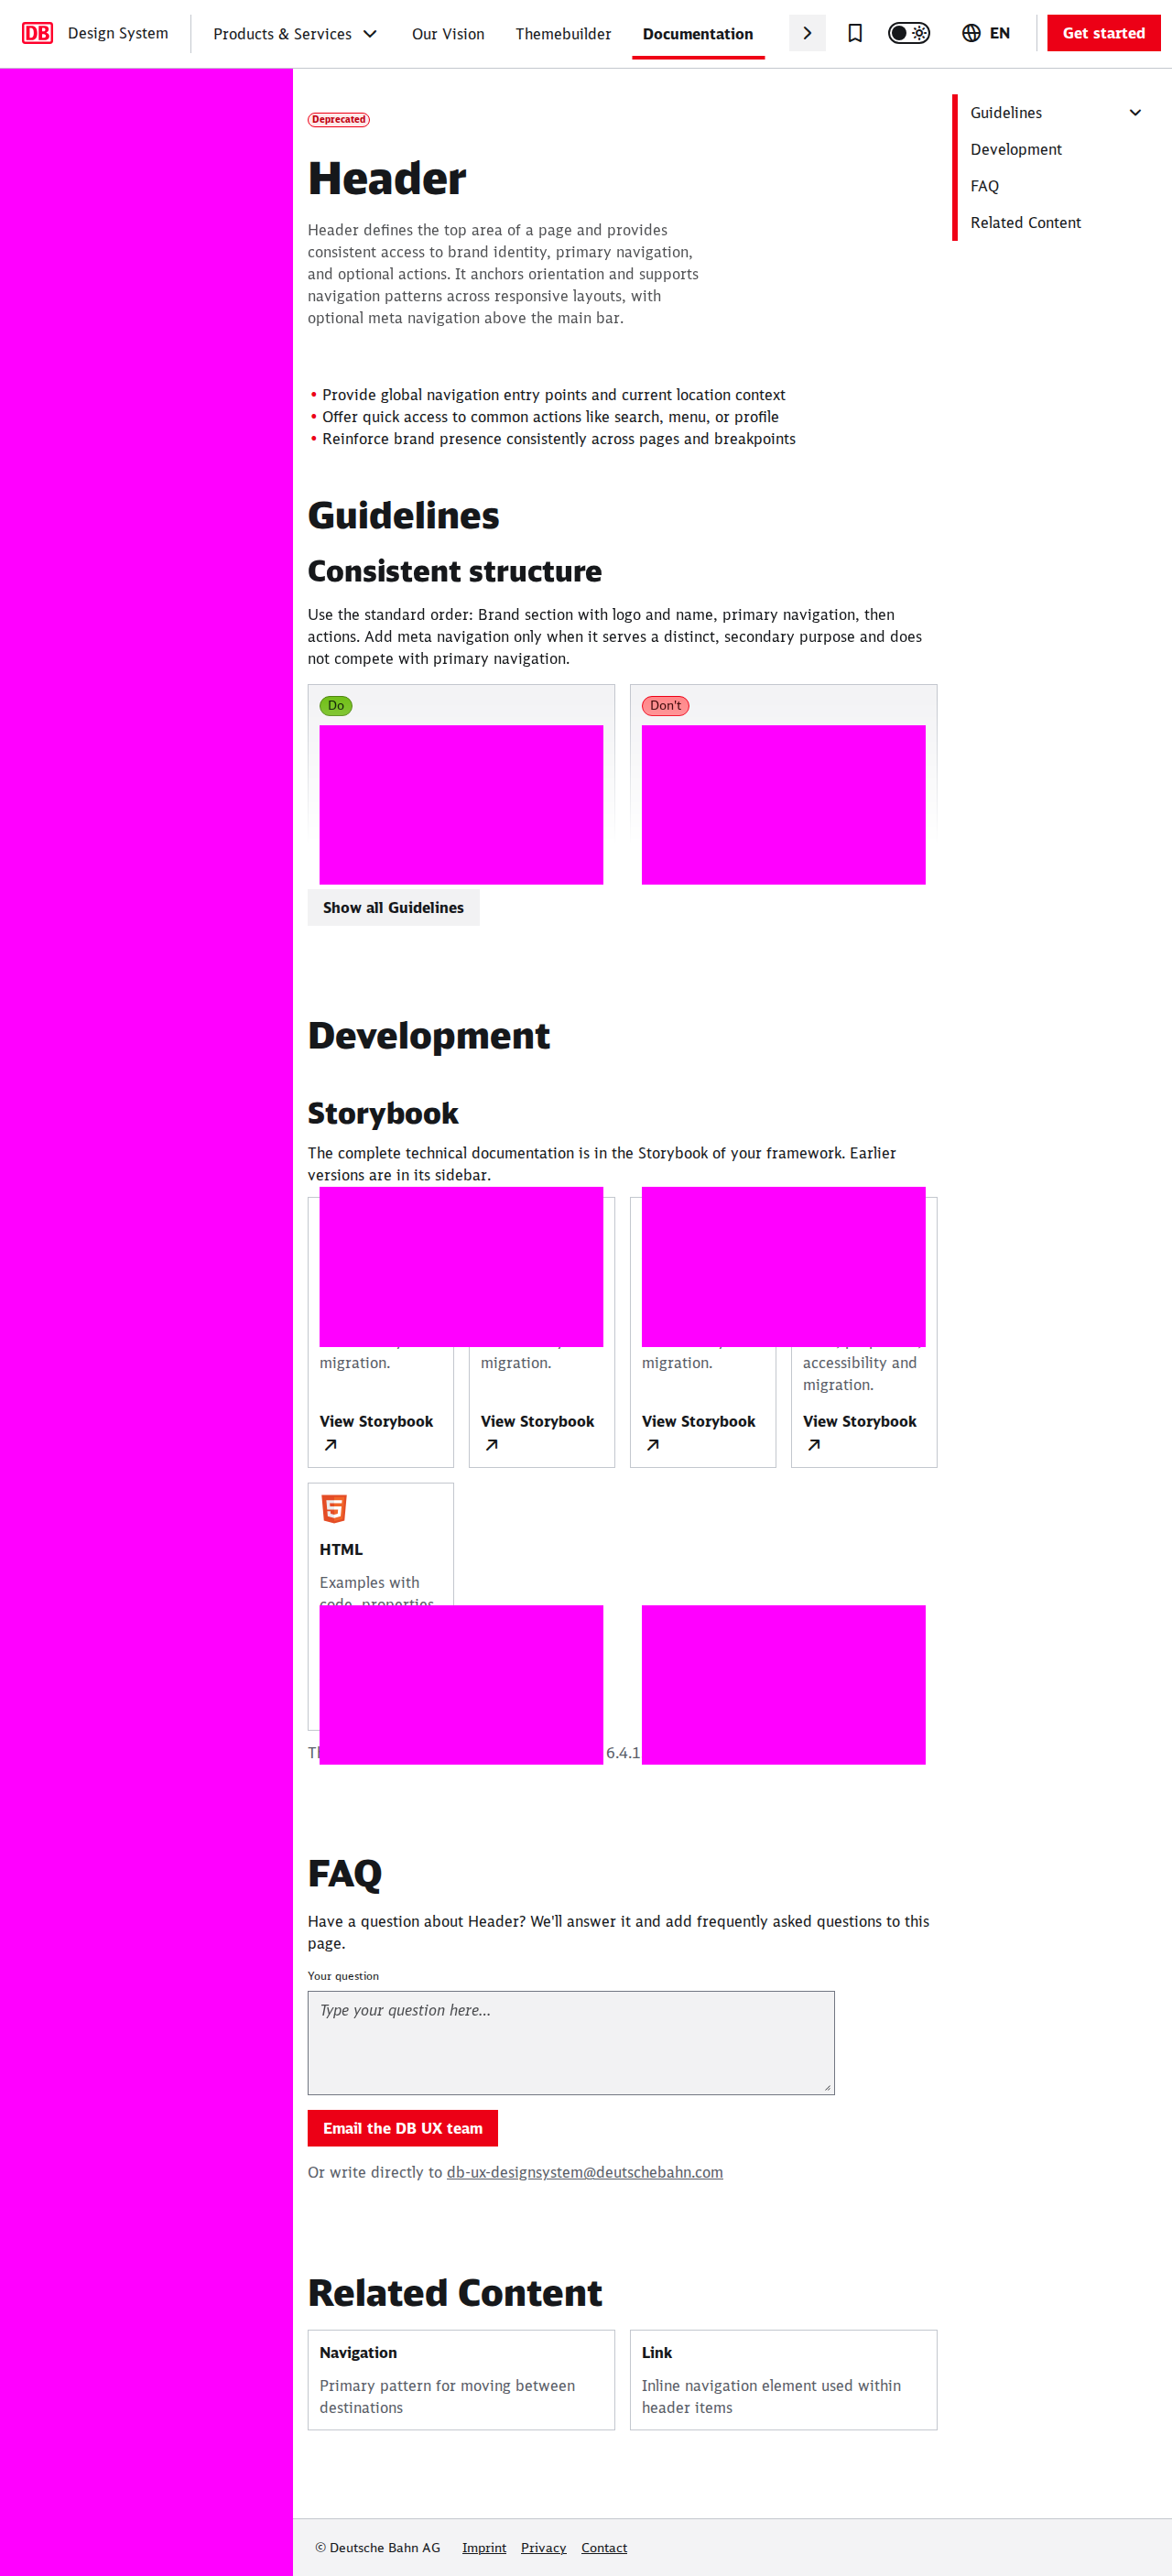 DB Design System Products & Services Our Vision Themebuilder Documentation EN Get started
Guidelines
Development
FAQ
Related Content
Deprecated
Header
Header defines the top area of a page and provides
consistent access to brand identity, primary navigation,
and optional actions. It anchors orientation and supports
navigation patterns across responsive layouts, with
optional meta navigation above the main bar.
• Provide global navigation entry points and current location context
• Offer quick access to common actions like search, menu, or profile
• Reinforce brand presence consistently across pages and breakpoints
Guidelines
Consistent structure
Use the standard order: Brand section with logo and name, primary navigation, then
actions. Add meta navigation only when it serves a distinct, secondary purpose and does
not compete with primary navigation.
Do Don't
Show all Guidelines
Development
Storybook
The complete technical documentation is in the Storybook of your framework. Earlier
versions are in its sidebar.
migration. migration. migration. accessibility and
migration.
View Storybook View Storybook View Storybook View Storybook
HTML
Examples with
code, properties
6.4.1
FAQ
Have a question about Header? We'll answer it and add frequently asked questions to this
page.
Your question
Type your question here...
Email the DB UX team
Or write directly to db-ux-designsystem@deutschebahn.com
Related Content
Navigation
Primary pattern for moving between
destinations
Link
Inline navigation element used within
header items
© Deutsche Bahn AG Imprint Privacy Contact